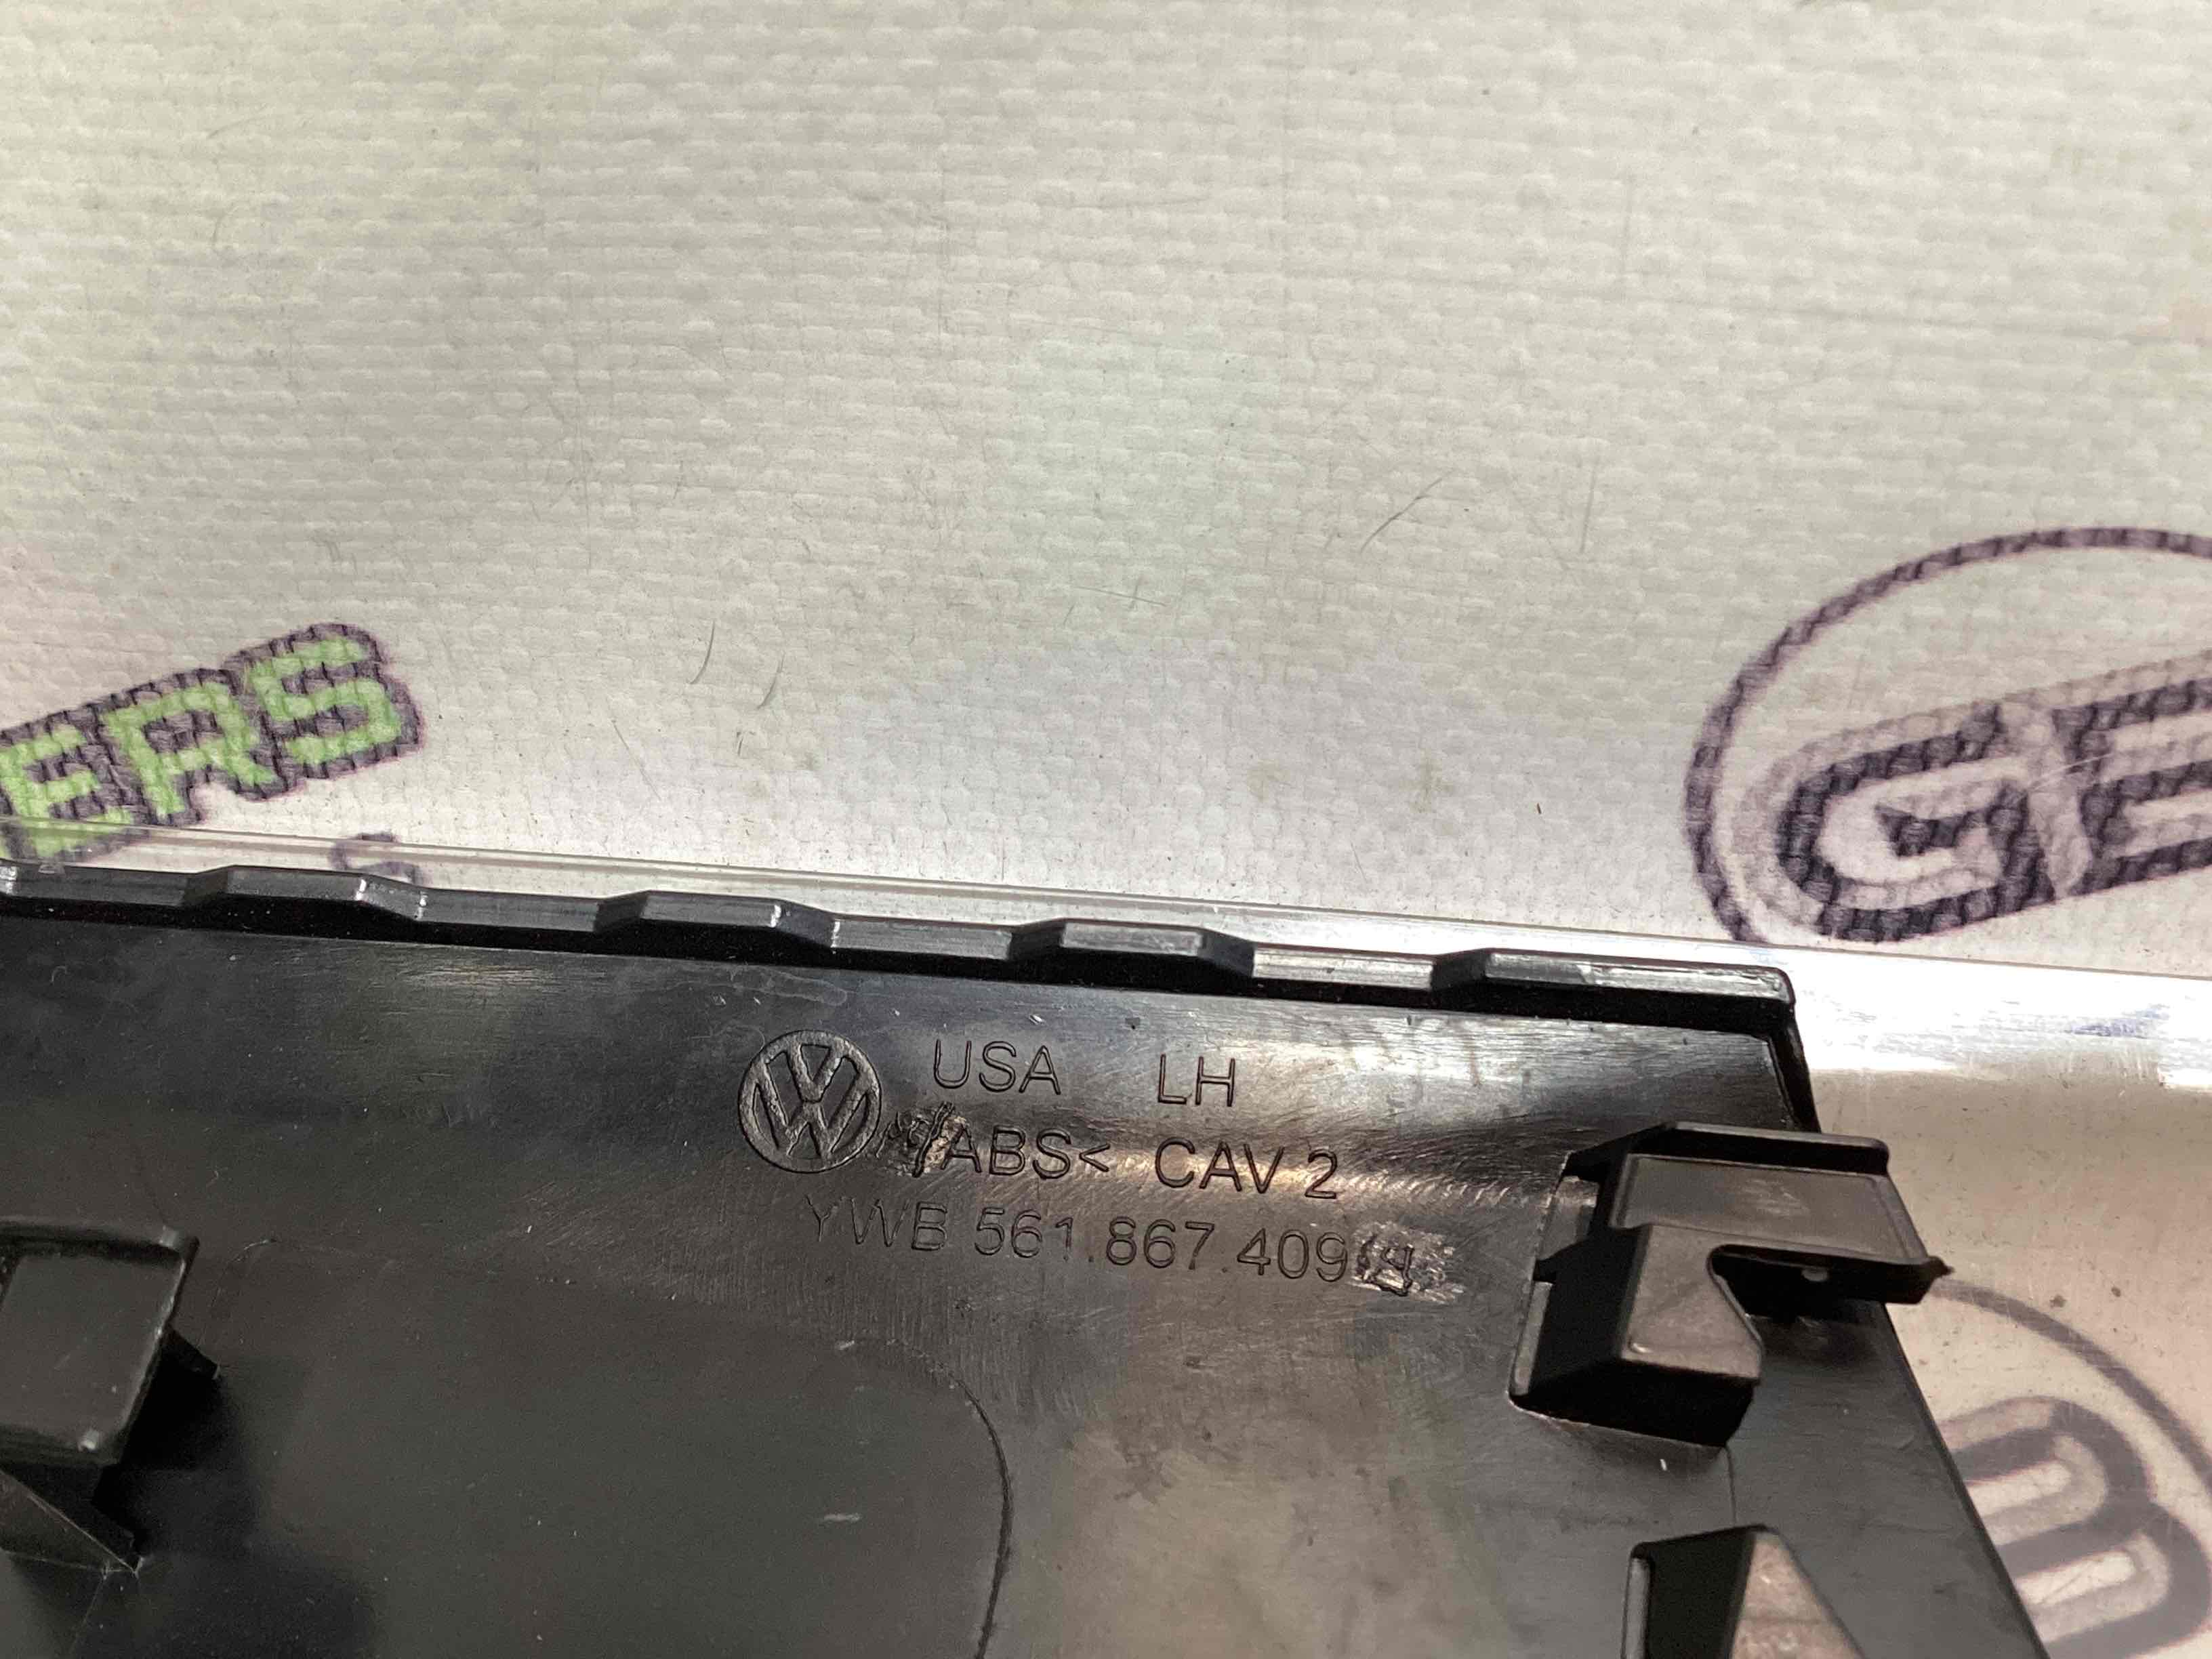 ERS
S
GE
USA LH
ABS< CAV 2
YWB 561.867.409